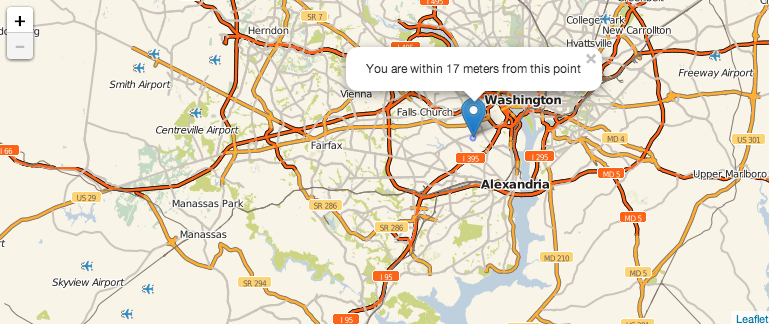 +
−
SR 7
I 495
Herndon
College Park
New Carrollton
Hyattsville
I 495
×
You are within 17 meters from this point
Freeway Airport
Smith Airport
Vienna
Washington
Falls Church
Centreville Airport
Fairfax
MD 4
US 301
I 66
I 395
I 295
MD 5
Upper Marlboro
Alexandria
US 29
Manassas Park
SR 286
MD 5
SR 286
Manassas
MD 210
Skyview Airport
I 95
MD 5
SR 294
I 95
Leaflet